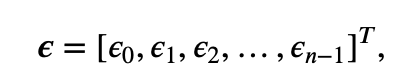 ϵ = [ϵ₀, ϵ₁, ϵ₂, …, ϵₙ₋₁]ᵀ,